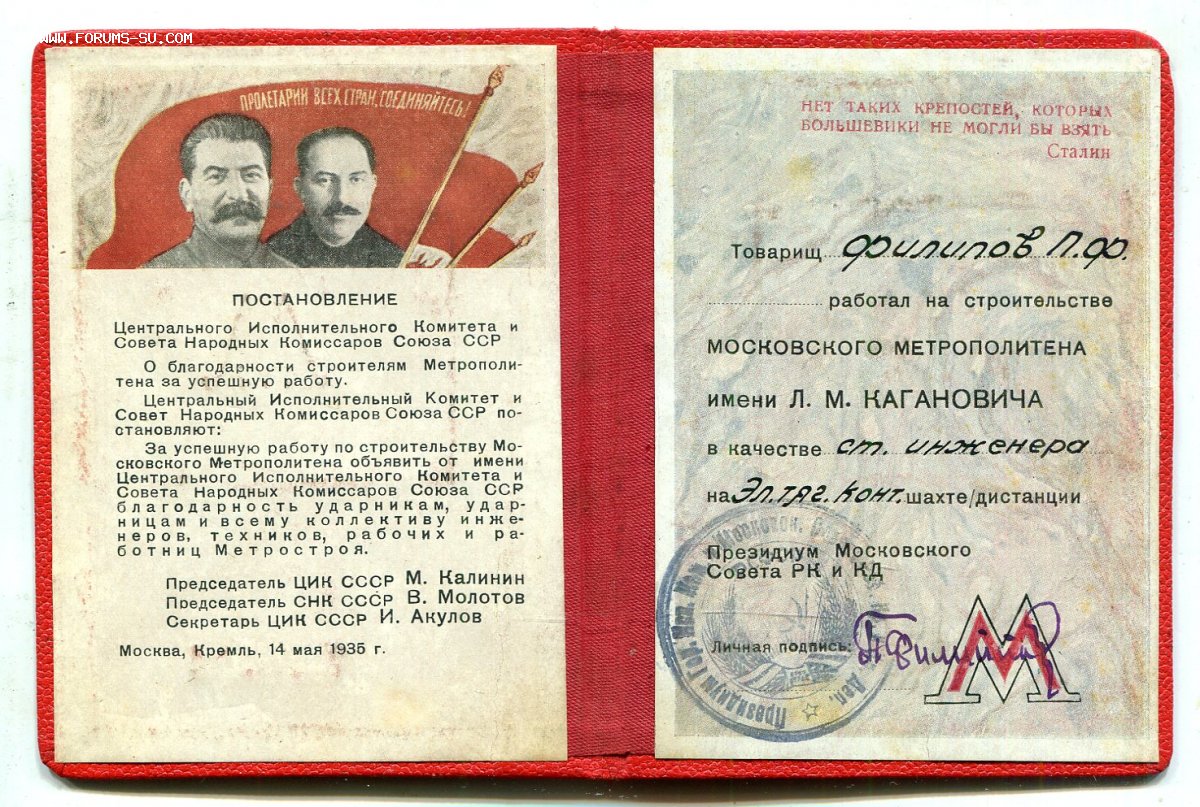 WWW.FORUMS-SU.COM
ПРОЛЕТАРИИ ВСЕХ СТРАН, СОЕДИНЯЙТЕСЬ!
ПОСТАНОВЛЕНИЕ
Центрального Исполнительного Комитета и
Совета Народных Комиссаров Союза ССР
О благодарности строителям Метрополи-
тена за успешную работу.
Центральный Исполнительный Комитет и
Совет Народных Комиссаров Союза ССР по-
становляют:
За успешную работу по строительству Мо-
сковского Метрополитена объявить от имени
Центрального Исполнительного Комитета и
Совета Народных Комиссаров Союза ССР
благодарность ударникам, удар-
ницам и всему коллективу инже-
неров, техников, рабочих и ра-
ботниц Метростроя.
Председатель ЦИК СССР М. Калинин
Председатель СНК СССР В. Молотов
Секретарь ЦИК СССР И. Акулов
Москва, Кремль, 14 мая 1935 г.
НЕТ ТАКИХ КРЕПОСТЕЙ, КОТОРЫХ
БОЛЬШЕВИКИ НЕ МОГЛИ БЫ ВЗЯТЬ
Сталин
Товарищ Филипов П.Ф.
работал на строительстве
МОСКОВСКОГО МЕТРОПОЛИТЕНА
имени Л. М. КАГАНОВИЧА
в качестве ст. инженера
на Эл. тяг. Конт. шахте/дистанции
Президиум Московского
Совета РК и КД
Личная подпись:
М
Президиум